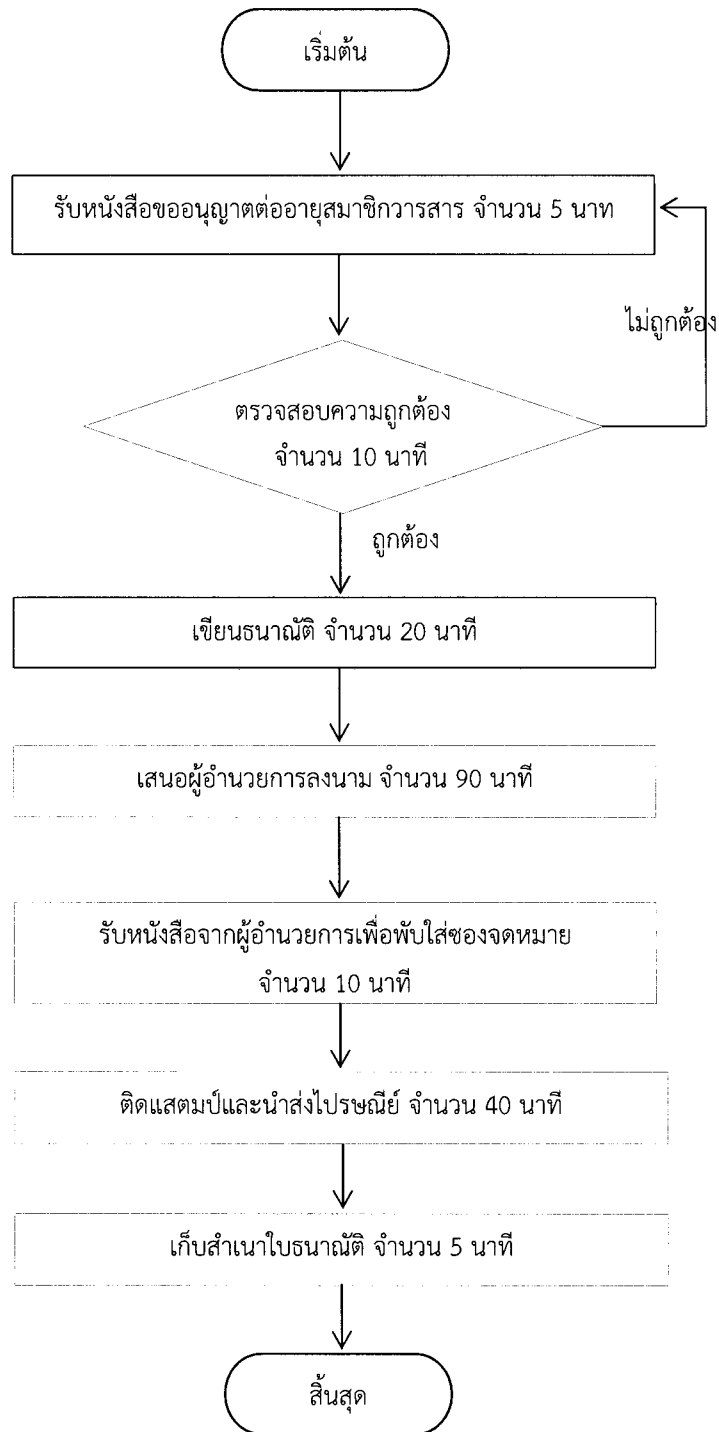 เริ่มต้น
รับหนังสือขออนุญาตต่ออายุสมาชิกวารสาร จำนวน 5 นาท
ไม่ถูกต้อง
ตรวจสอบความถูกต้อง
จำนวน 10 นาที
ถูกต้อง
เขียนธนาณัติ จำนวน 20 นาที
เสนอผู้อำนวยการลงนาม จำนวน 90 นาที
รับหนังสือจากผู้อำนวยการเพื่อพับใส่ซองจดหมาย
จำนวน 10 นาที
ติดแสตมป์และนำส่งไปรษณีย์ จำนวน 40 นาที
เก็บสำเนาใบธนาณัติ จำนวน 5 นาที
สิ้นสุด